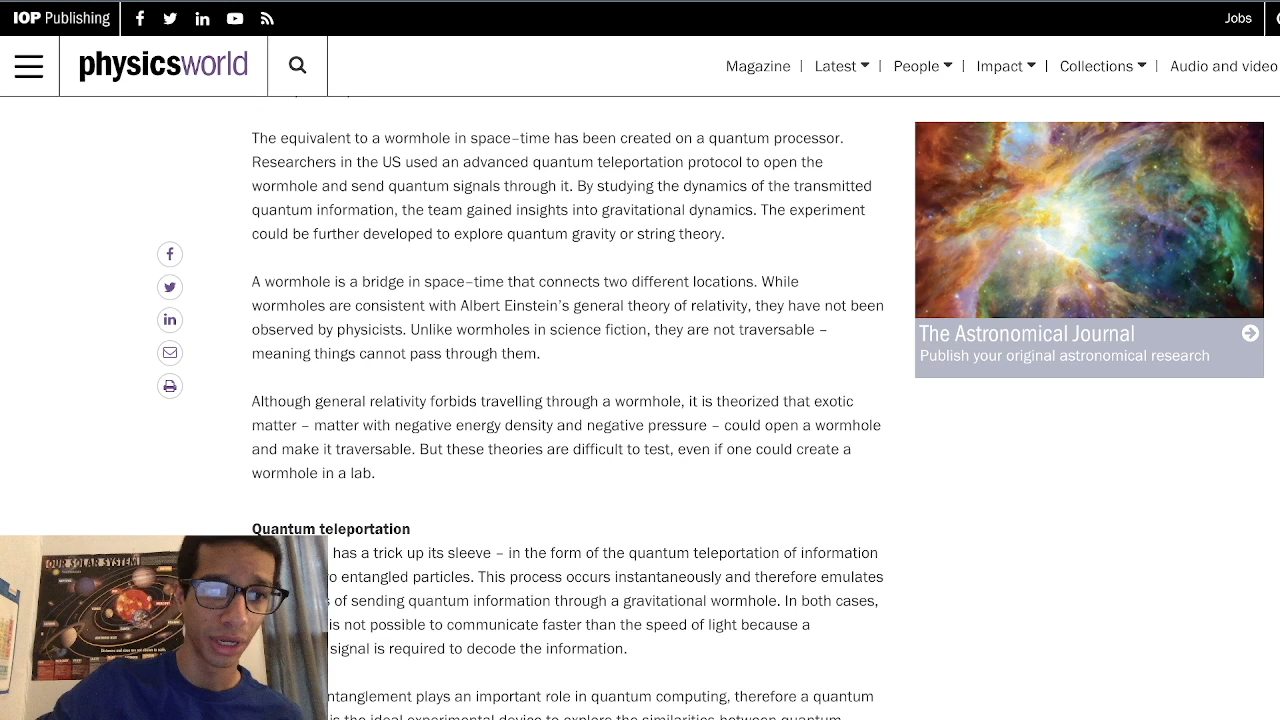 IOP Publishing
Jobs
physicsworld
Magazine | Latest | People | Impact | Collections | Audio and video
The equivalent to a wormhole in space–time has been created on a quantum processor.
Researchers in the US used an advanced quantum teleportation protocol to open the
wormhole and send quantum signals through it. By studying the dynamics of the transmitted
quantum information, the team gained insights into gravitational dynamics. The experiment
could be further developed to explore quantum gravity or string theory.
A wormhole is a bridge in space–time that connects two different locations. While
wormholes are consistent with Albert Einstein’s general theory of relativity, they have not been
observed by physicists. Unlike wormholes in science fiction, they are not traversable –
meaning things cannot pass through them.
Although general relativity forbids travelling through a wormhole, it is theorized that exotic
matter – matter with negative energy density and negative pressure – could open a wormhole
and make it traversable. But these theories are difficult to test, even if one could create a
wormhole in a lab.
Quantum teleportation
has a trick up its sleeve – in the form of the quantum teleportation of information
o entangled particles. This process occurs instantaneously and therefore emulates
of sending quantum information through a gravitational wormhole. In both cases,
is not possible to communicate faster than the speed of light because a
signal is required to decode the information.
ntanglement plays an important role in quantum computing, therefore a quantum
is the ideal experimental device to explore the similarities between quantum
The Astronomical Journal
Publish your original astronomical research
OUR SOLAR SYSTEM